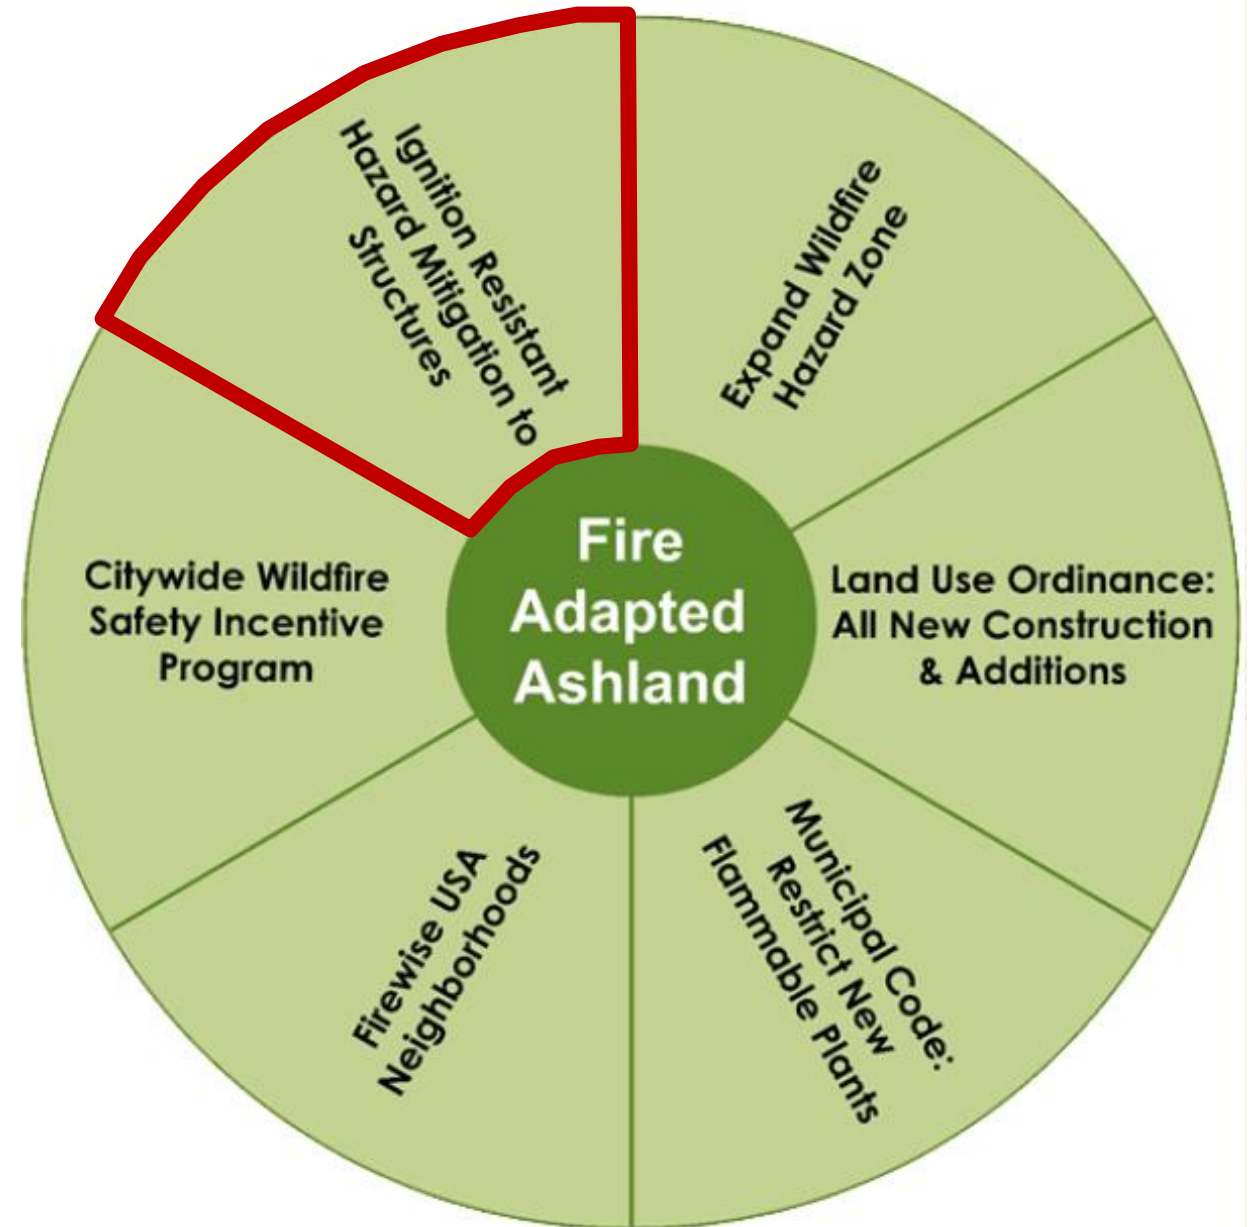 Ignition Resistant
Hazard Mitigation to
Structures
Expand Wildfire
Hazard Zone
Citywide Wildfire
Safety Incentive
Program
Fire
Adapted
Ashland
Land Use Ordinance:
All New Construction
& Additions
Firewise USA
Neighborhoods
Municipal Code:
Restrict New
Flammable Plants